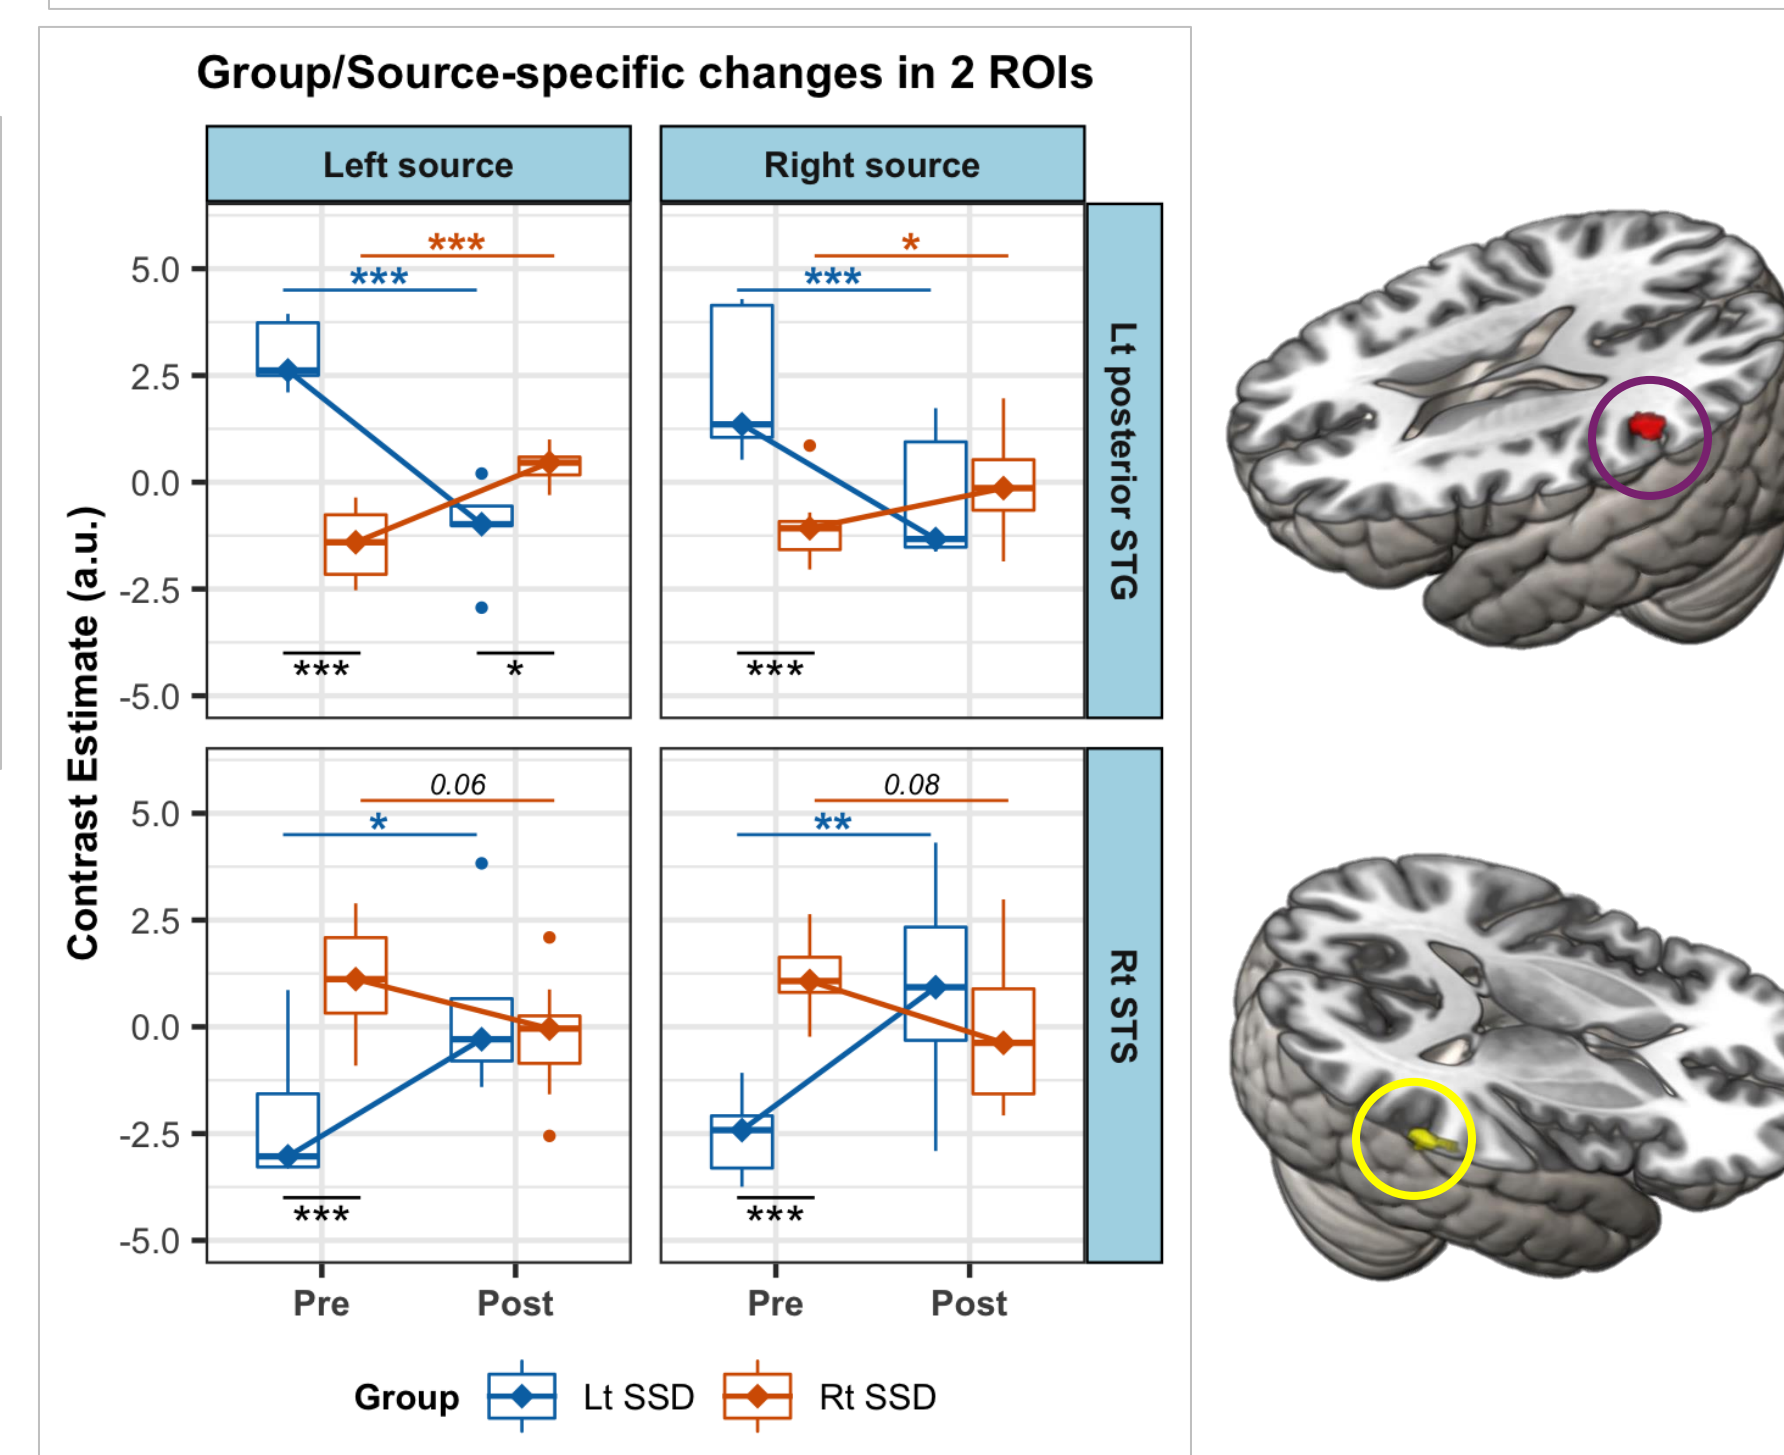 Group/Source-specific changes in 2 ROIs
Left source
Right source
Contrast Estimate (a.u.)
5.0
2.5
0.0
-2.5
-5.0
***
***
***
*
*
***
***
Lt posterior STG
5.0
2.5
0.0
-2.5
-5.0
0.06
*
***
0.08
**
***
Rt STS
Pre
Post
Pre
Post
Group
Lt SSD
Rt SSD